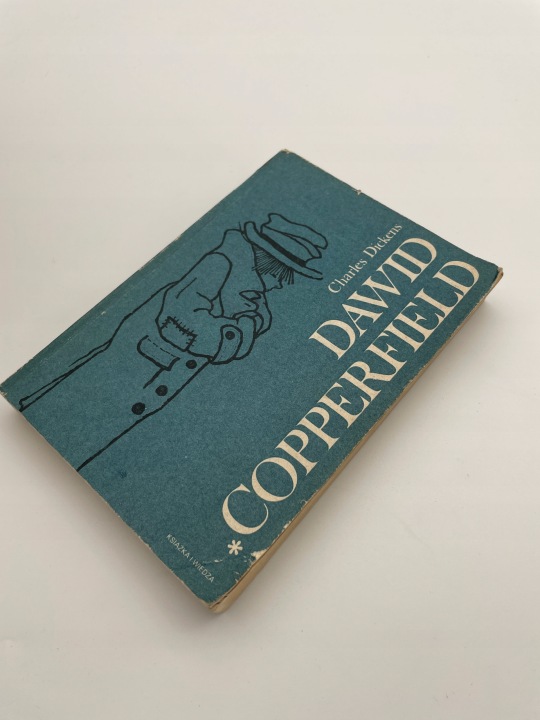 Charles Dickens
DAWID
COPPERFIELD
*
KSIĄŻKA I WIEDZA